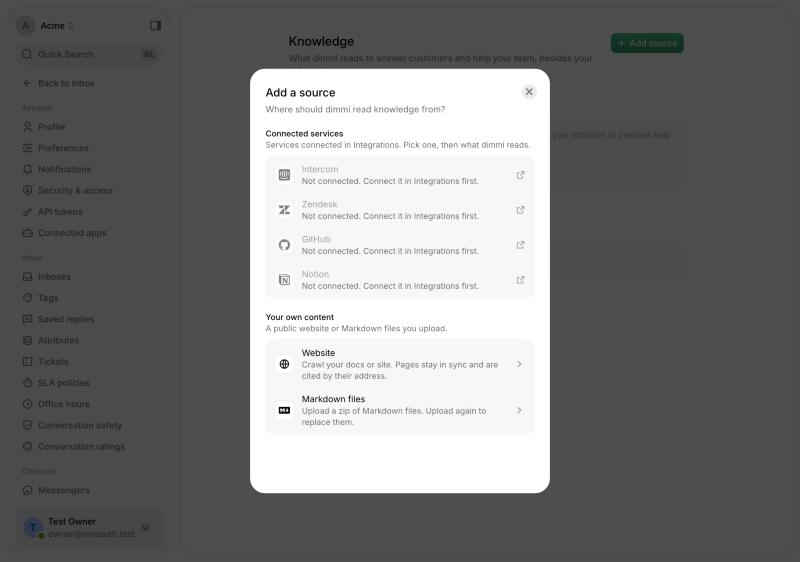 A
Acme
Quick Search
⌘L
Back to inbox
Account
Profile
Preferences
Notifications
Security & access
API tokens
Connected apps
Inbox
Inboxes
Tags
Saved replies
Attributes
Tickets
SLA policies
Office hours
Conversation safety
Conversation ratings
Channels
Messengers
T
Test Owner
owner@rmoauth.test
Knowledge
What dimmi reads to answer customers and help your team, besides your
+ Add source
your Intercom or Zendesk help
Add a source
Where should dimmi read knowledge from?
Connected services
Services connected in Integrations. Pick one, then what dimmi reads.
Intercom
Not connected. Connect it in Integrations first.
Zendesk
Not connected. Connect it in Integrations first.
GitHub
Not connected. Connect it in Integrations first.
Notion
Not connected. Connect it in Integrations first.
Your own content
A public website or Markdown files you upload.
Website
Crawl your docs or site. Pages stay in sync and are
cited by their address.
Markdown files
Upload a zip of Markdown files. Upload again to
replace them.